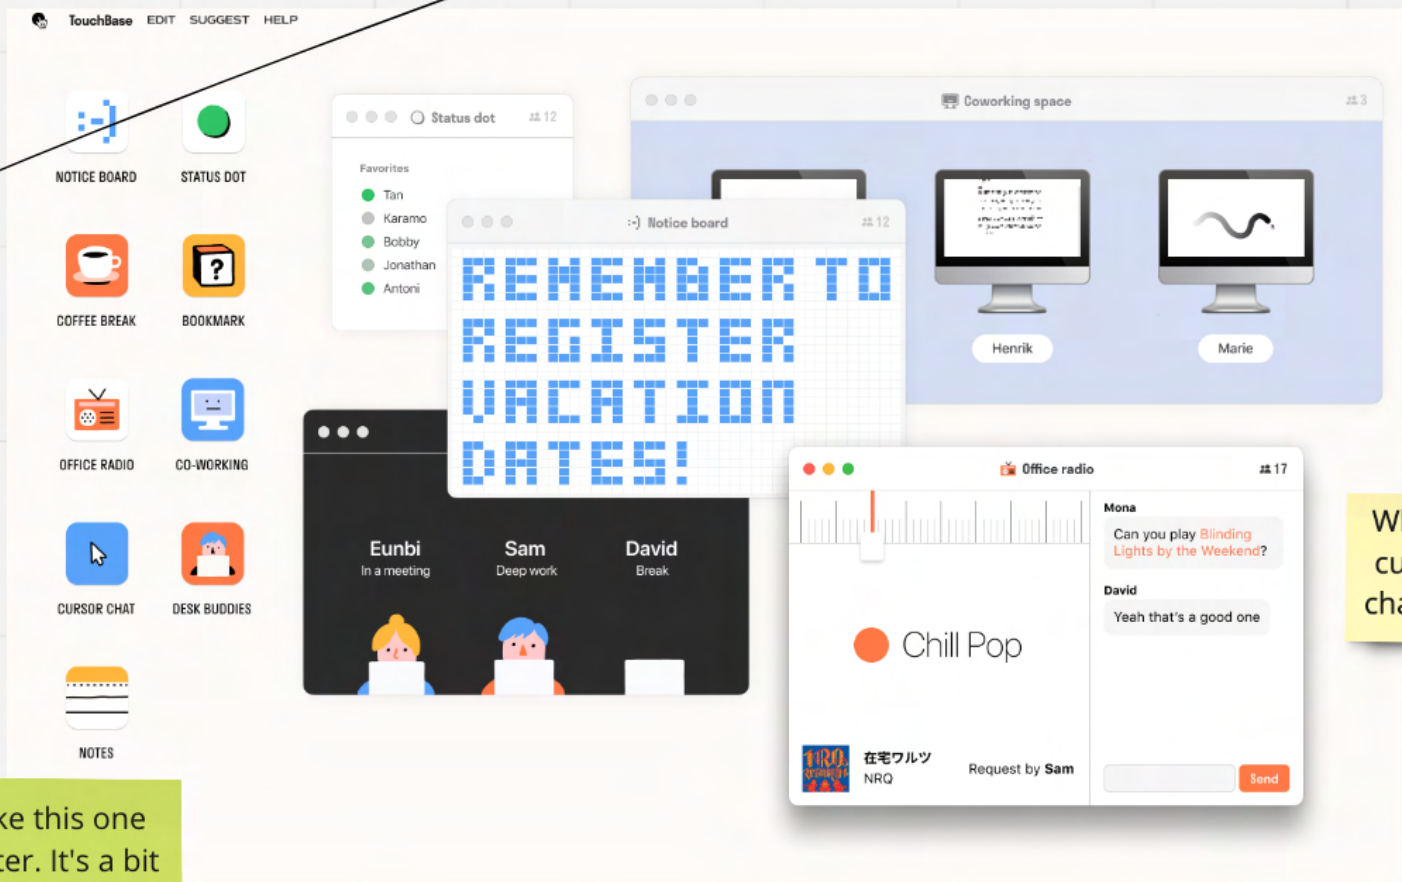 TouchBase EDIT SUGGEST HELP
NOTICE BOARD
STATUS DOT
COFFEE BREAK
BOOKMARK
?
OFFICE RADIO
CO-WORKING
CURSOR CHAT
DESK BUDDIES
NOTES
Status dot 12
Favorites
Tan
Karamo
Bobby
Jonathan
Antoni
Coworking space 3
Henrik
Marie
:-) Notice board 12
REMEMBER TO
REGISTER
VACATION
DATES!
Eunbi
In a meeting
Sam
Deep work
David
Break
Office radio 17
Chill Pop
在宅ワルツ
NRQ
Request by Sam
Mona
Can you play Blinding
Lights by the Weekend?
David
Yeah that's a good one
Send
this one
It's a bit